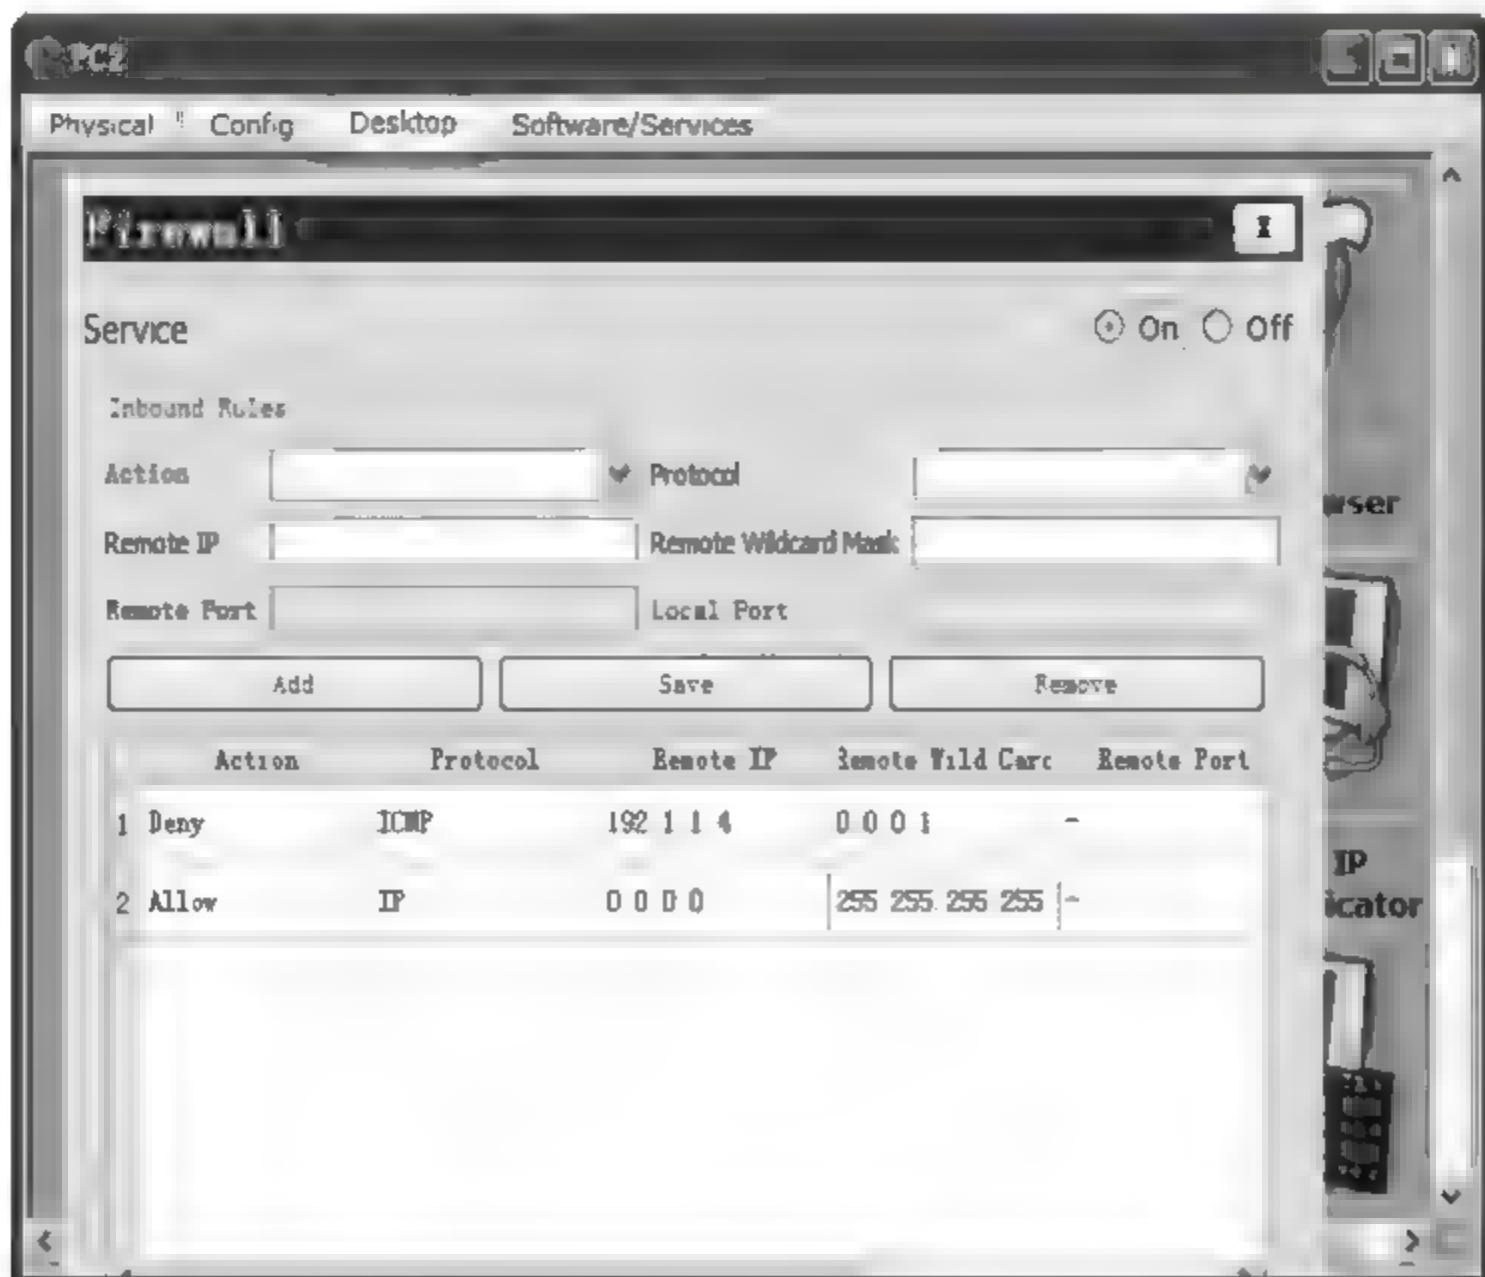 PC2
Physical Config Desktop Software/Services
Firewall X
Service On Off
Inbound Rules
Action Protocol
Remote IP Remote Wildcard Mask
Remote Port Local Port
Add Save Remove
Action Protocol Remote IP Remote Wild Card Remote Port
1 Deny ICMP 192 1 1 4 0 0 0 1 -
2 Allow IP 0 0 0 0 255 255. 255 255 -
wser
IP
icator